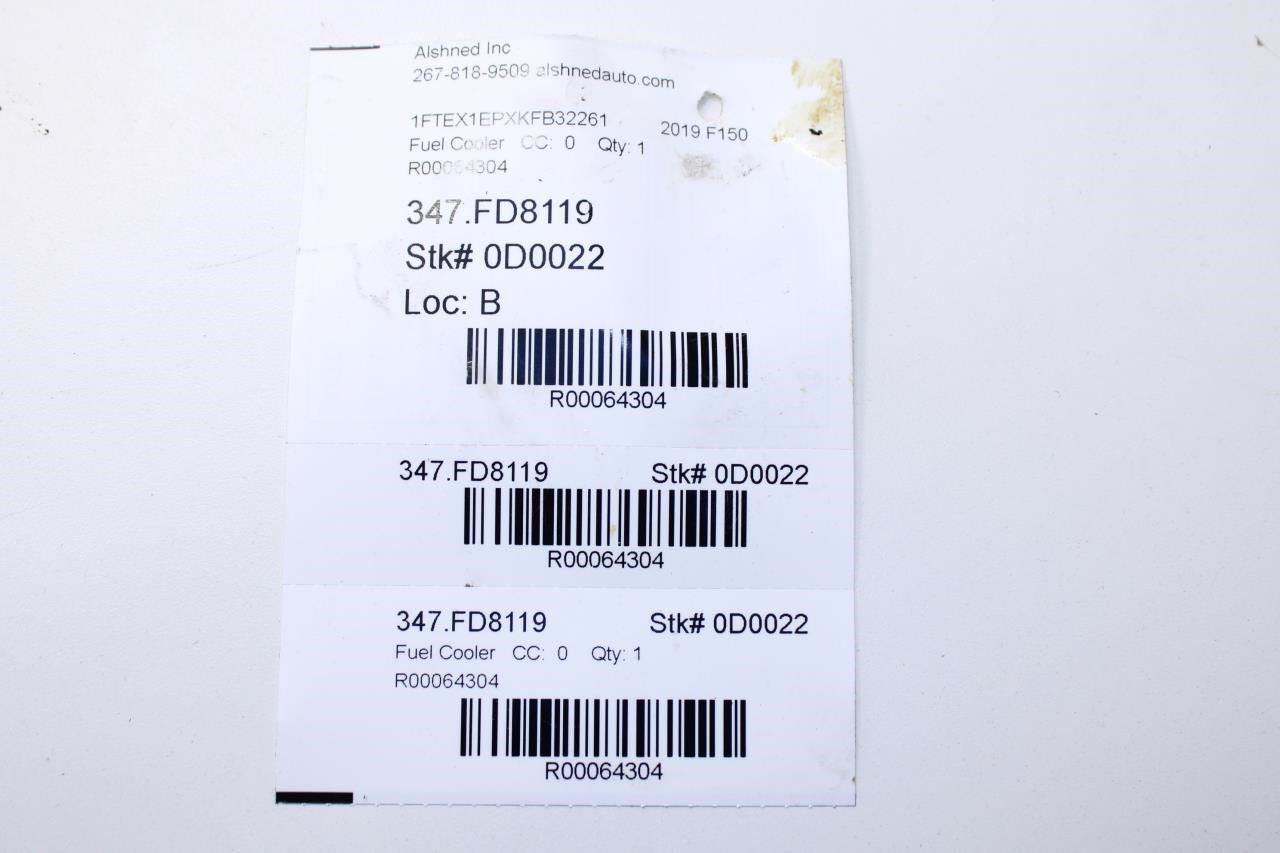 Alshned Inc
267-818-9509 alshnedauto.com
1FTEX1EPXKFB32261 2019 F150
Fuel Cooler CC: 0 Qty: 1
R00064304
347.FD8119
Stk# 0D0022
Loc: B
R00064304
347.FD8119 Stk# 0D0022
R00064304
347.FD8119 Stk# 0D0022
Fuel Cooler CC: 0 Qty: 1
R00064304
R00064304